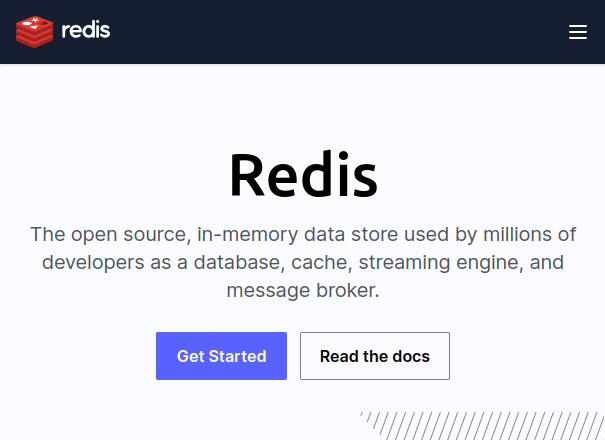 redis
Redis
The open source, in-memory data store used by millions of
developers as a database, cache, streaming engine, and
message broker.
Get Started
Read the docs